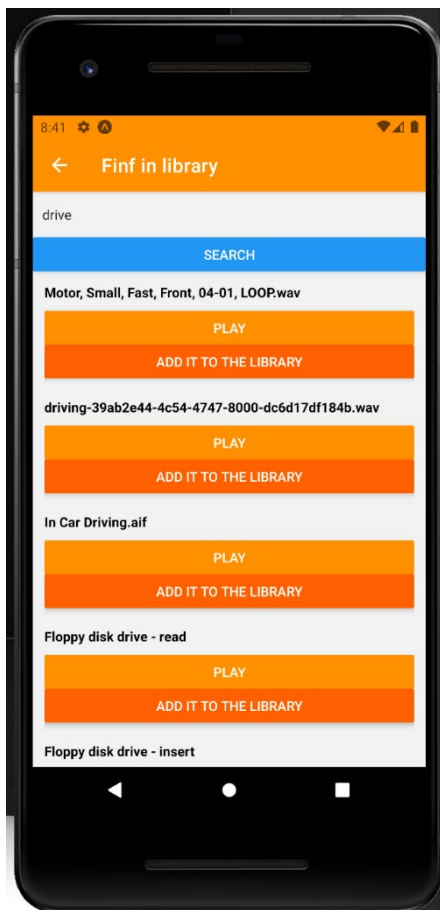 8:41
Finf in library
drive
SEARCH
Motor, Small, Fast, Front, 04-01, LOOP.wav
PLAY
ADD IT TO THE LIBRARY
driving-39ab2e44-4c54-4747-8000-dc6d17df184b.wav
PLAY
ADD IT TO THE LIBRARY
In Car Driving.aif
PLAY
ADD IT TO THE LIBRARY
Floppy disk drive - read
PLAY
ADD IT TO THE LIBRARY
Floppy disk drive - insert